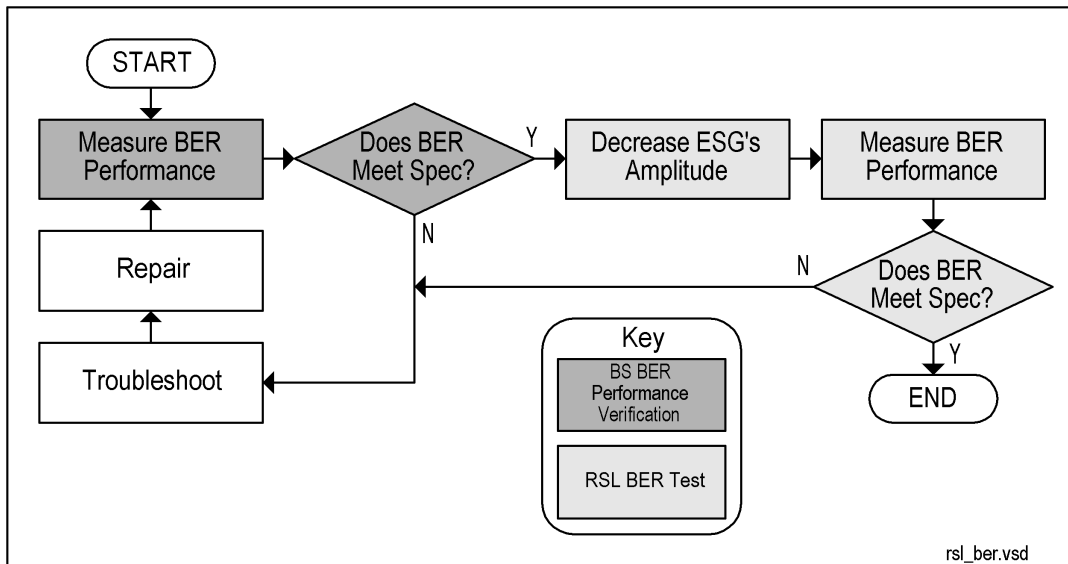 START
Measure BER
Performance
Does BER
Meet Spec?
Y
N
Decrease ESG's
Amplitude
Measure BER
Performance
Does BER
Meet Spec?
N
Y
END
Repair
Troubleshoot
Key
BS BER
Performance
Verification
RSL BER Test
rsl_ber.vsd